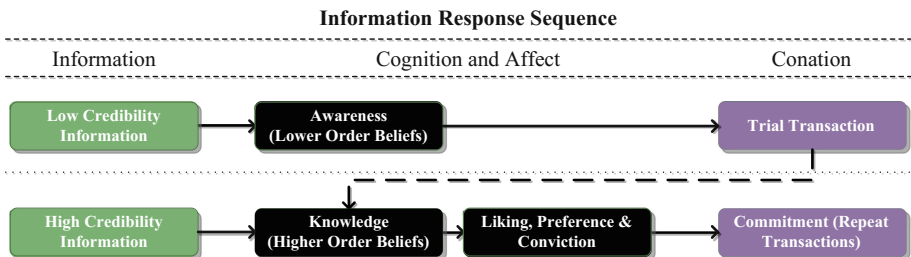 Information Response Sequence
Information Cognition and Affect Conation
Low Credibility
Information
Awareness
(Lower Order Beliefs)
Trial Transaction
High Credibility
Information
Knowledge
(Higher Order Beliefs)
Liking, Preference &
Conviction
Commitment (Repeat
Transactions)